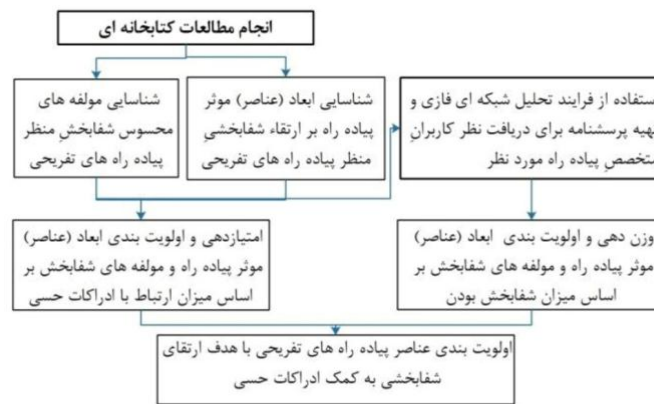 انجام مطالعات کتابخانه ای
ستفاده از فرایند تحلیل شبکه ای فازی و
هیه پرسشنامه برای دریافت نظر کاربرانِ
متخصصِ پیاده راه مورد نظر
شناسایی ابعاد (عناصر) موثر
پیاده راه بر ارتقاء شفابخشیِ
منظر پیاده راه های تفریحی
شناسایی مولفه های
محسوس شفابخشِ منظر
پیاده راه های تفریحی
وزن دهی و اولویت بندی ابعاد (عناصر)
موثر پیاده راه و مولفه های شفابخش بر
اساس میزان شفابخش بودن
امتیازدهی و اولویت بندی ابعاد (عناصر)
موثر پیاده راه و مولفه های شفابخش بر
اساس میزان ارتباط با ادراکات حسی
اولویت بندی عناصر پیاده راه های تفریحی با هدف ارتقای
شفابخشی به کمک ادراکات حسی